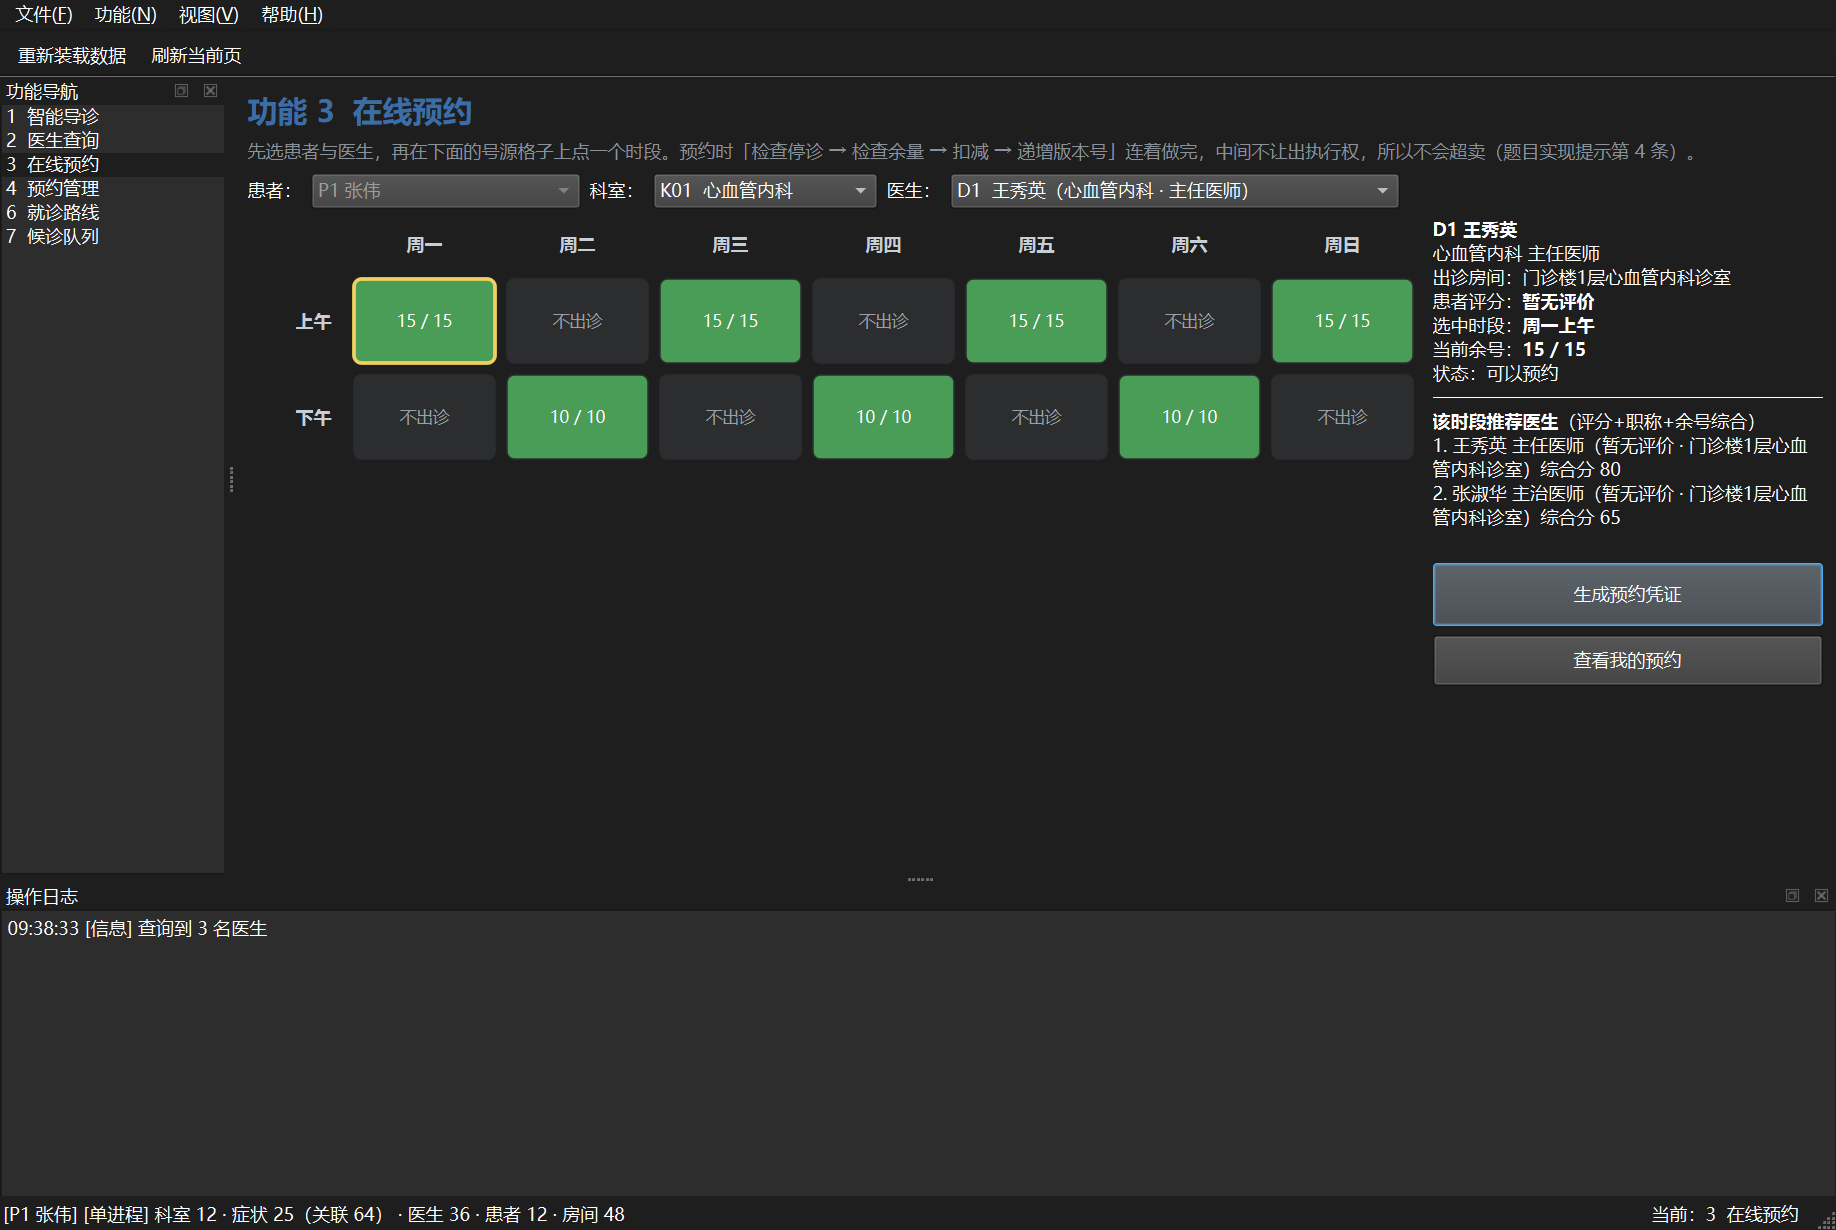 文件(F) 功能(N) 视图(V) 帮助(H)
重新装载数据 刷新当前页
功能导航
1 智能导诊
2 医生查询
3 在线预约
4 预约管理
6 就诊路线
7 候诊队列
功能 3 在线预约
先选患者与医生，再在下面的号源格子上点一个时段。预约时「检查停诊 → 检查余量 → 扣减 → 递增版本号」连着做完，中间不让出执行权，所以不会超卖（题目实现提示第 4 条）。
患者： P1 张伟 科室： K01 心血管内科 医生： D1 王秀英（心血管内科 · 主任医师）
周一 周二 周三 周四 周五 周六 周日
上午 15 / 15 不出诊 15 / 15 不出诊 15 / 15 不出诊 15 / 15
下午 不出诊 10 / 10 不出诊 10 / 10 不出诊 10 / 10 不出诊
D1 王秀英
心血管内科 主任医师
出诊房间：门诊楼1层心血管内科诊室
患者评分：暂无评价
选中时段：周一上午
当前余号：15 / 15
状态：可以预约
该时段推荐医生（评分+职称+余号综合）
1. 王秀英 主任医师（暂无评价 · 门诊楼1层心血
管内科诊室）综合分 80
2. 张淑华 主治医师（暂无评价 · 门诊楼1层心血
管内科诊室）综合分 65
生成预约凭证
查看我的预约
操作日志
09:38:33 [信息] 查询到 3 名医生
[P1 张伟] [单进程] 科室 12 · 症状 25（关联 64） · 医生 36 · 患者 12 · 房间 48
当前：3 在线预约